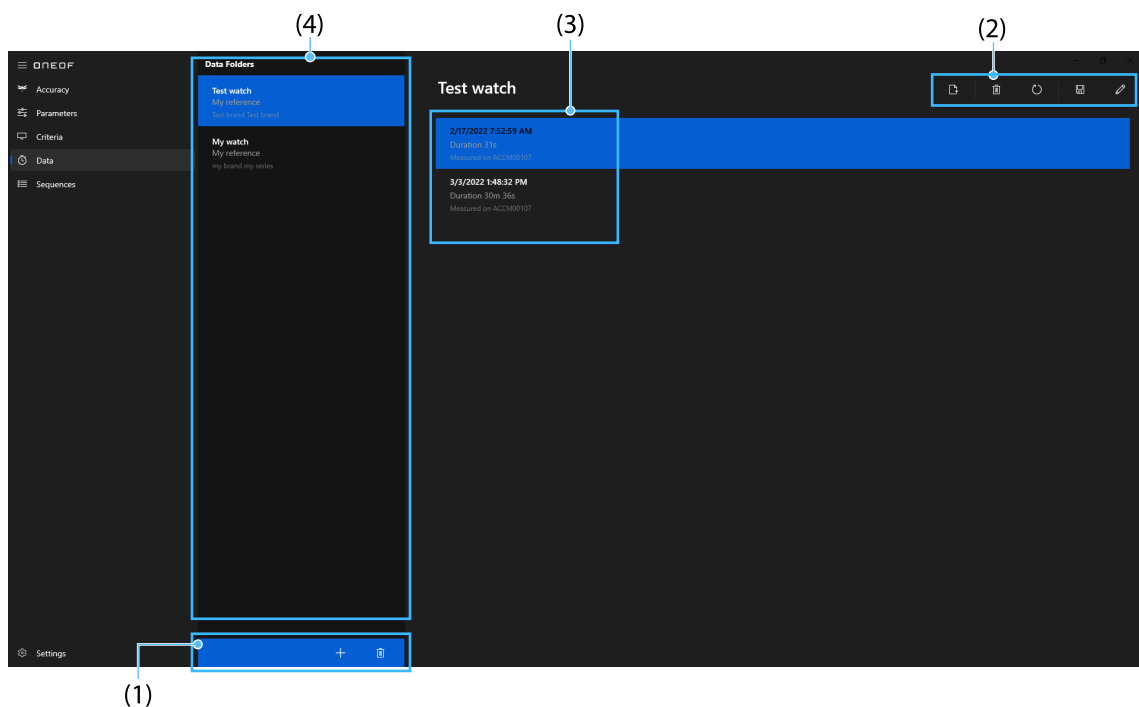 (4)
(3)
(2)
ONEOF
Accuracy
Parameters
Criteria
Data
Sequences
Settings
Data Folders
Test watch
My reference
Test brand Test brand
My watch
My reference
my brand my series
Test watch
2/17/2022 7:52:59 AM
Duration 31s
Measured on ACCM00107
3/3/2022 1:48:32 PM
Duration 30m 36s
Measured on ACCM00107
(1)